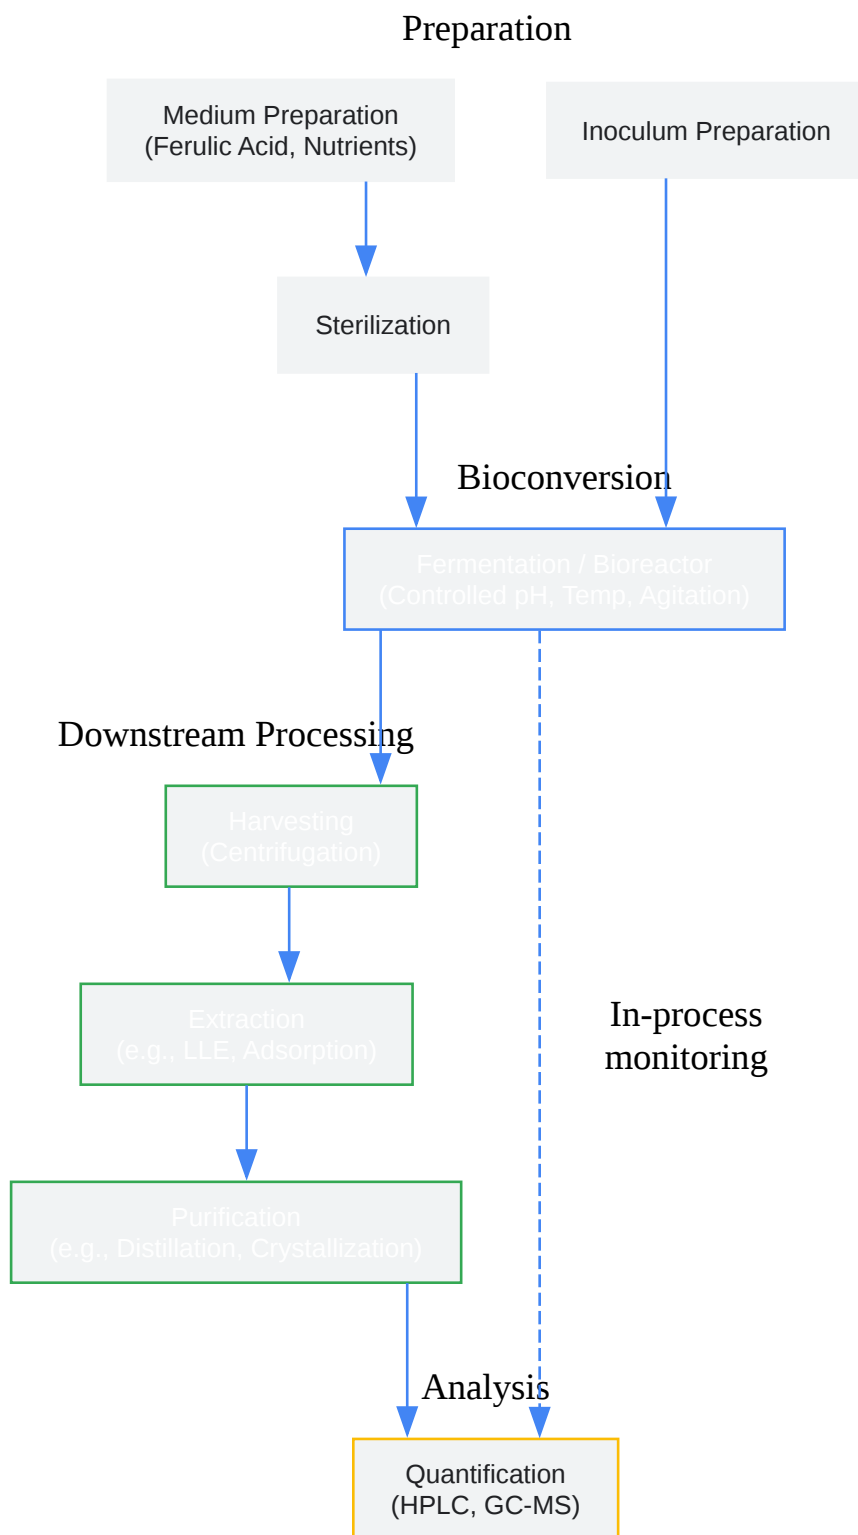 Preparation
Medium Preparation
(Ferulic Acid, Nutrients)
Inoculum Preparation
Sterilization
Bioconversion
Fermentation / Bioreactor
(Controlled pH, Temp, Agitation)
Downstream Processing
Harvesting
(Centrifugation)
Extraction
(e.g., LLE, Adsorption)
In-process
monitoring
Purification
(e.g., Distillation, Crystallization)
Analysis
Quantification
(HPLC, GC-MS)